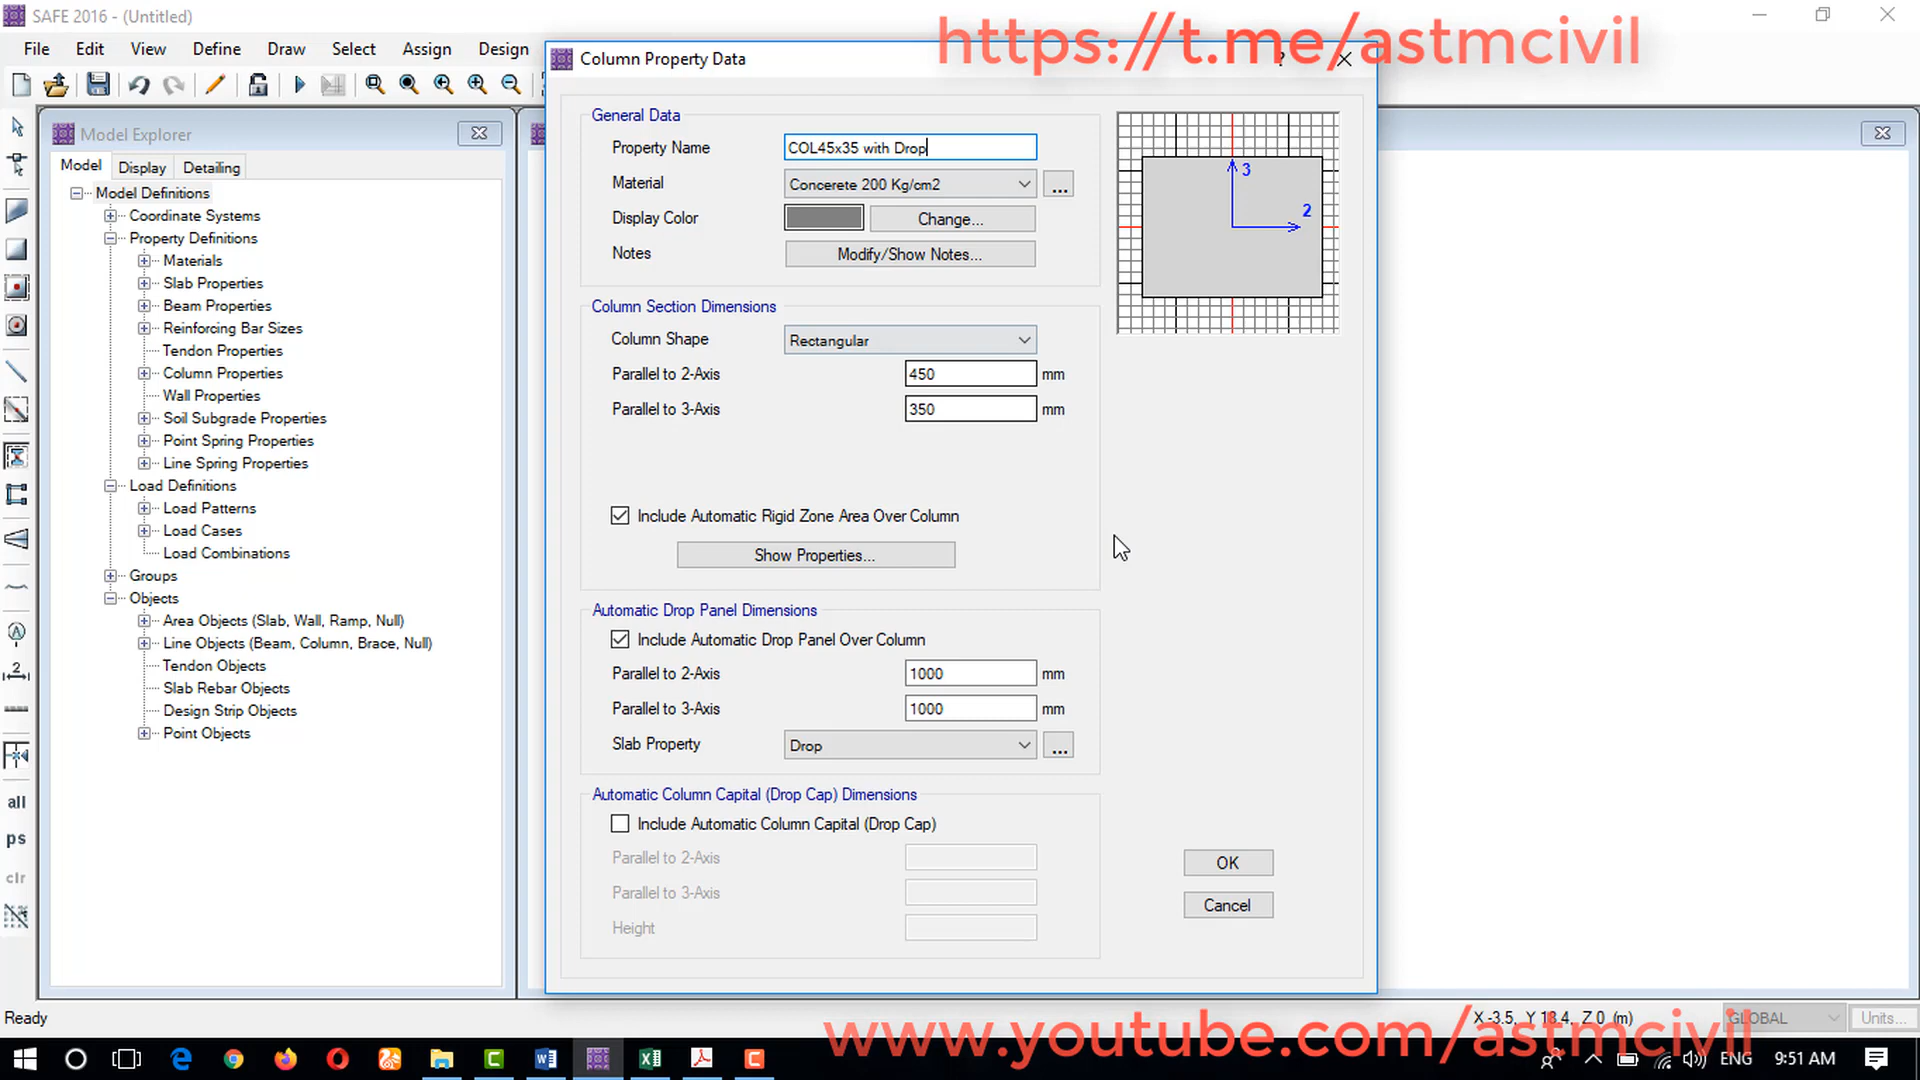 SAFE 2016 - (Untitled)
https://t.me/astmcivil
File Edit View Define Draw Select Assign Design
Column Property Data
?
Model Explorer
Model Display Detailing
Model Definitions
Coordinate Systems
Property Definitions
Materials
Slab Properties
Beam Properties
Reinforcing Bar Sizes
Tendon Properties
Column Properties
Wall Properties
Soil Subgrade Properties
Point Spring Properties
Line Spring Properties
Load Definitions
Load Patterns
Load Cases
Load Combinations
Groups
Objects
Area Objects (Slab, Wall, Ramp, Null)
Line Objects (Beam, Column, Brace, Null)
Tendon Objects
Slab Rebar Objects
Design Strip Objects
Point Objects
all
ps
clr
General Data
Property Name COL45x35 with Drop
Material Concerete 200 Kg/cm2 ...
Display Color Change...
Notes Modify/Show Notes...
3
2
Column Section Dimensions
Column Shape Rectangular
Parallel to 2-Axis 450 mm
Parallel to 3-Axis 350 mm
Include Automatic Rigid Zone Area Over Column
Show Properties...
Automatic Drop Panel Dimensions
Include Automatic Drop Panel Over Column
Parallel to 2-Axis 1000 mm
Parallel to 3-Axis 1000 mm
Slab Property Drop ...
Automatic Column Capital (Drop Cap) Dimensions
Include Automatic Column Capital (Drop Cap)
Parallel to 2-Axis
Parallel to 3-Axis
Height
OK
Cancel
Ready
X -3.5, Y 18.4, Z 0 (m) GLOBAL Units...
www.youtube.com/astmcivil
ENG 9:51 AM